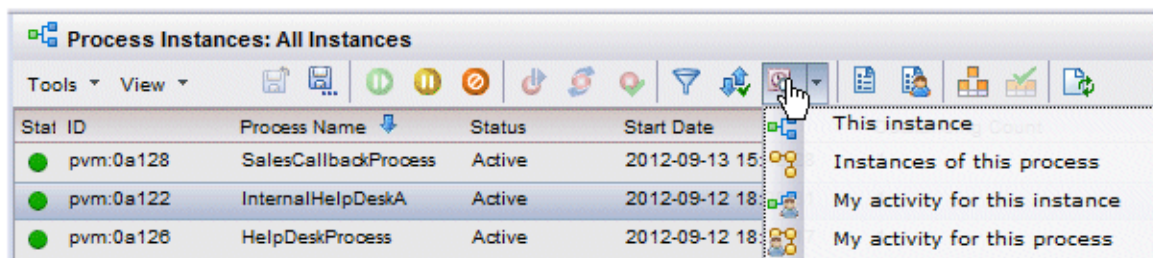 Process Instances: All Instances
Tools View
Stat ID Process Name Status Start Date Count
This instance
pvm:0a128 SalesCallbackProcess Active 2012-09-13 15:
Instances of this process
pvm:0a122 InternalHelpDeskA Active 2012-09-12 18:
My activity for this instance
pvm:0a126 HelpDeskProcess Active 2012-09-12 18:
My activity for this process